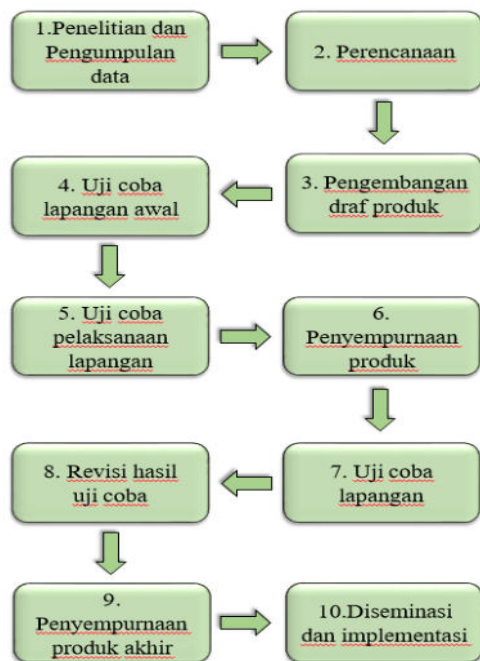 1.Penelitian dan
Pengumpulan
data
2. Perencanaan
3. Pengembangan
draf produk
4. Uji coba
lapangan awal
5. Uji coba
pelaksanaan
lapangan
6.
Penyempurnaan
produk
7. Uji coba
lapangan
8. Revisi hasil
uji coba
9.
Penyempurnaan
produk akhir
10.Diseminasi
dan implementasi